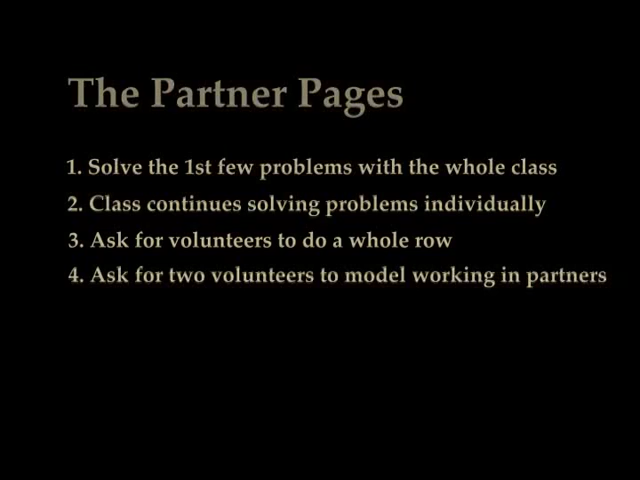 The Partner Pages
1. Solve the 1st few problems with the whole class
2. Class continues solving problems individually
3. Ask for volunteers to do a whole row
4. Ask for two volunteers to model working in partners